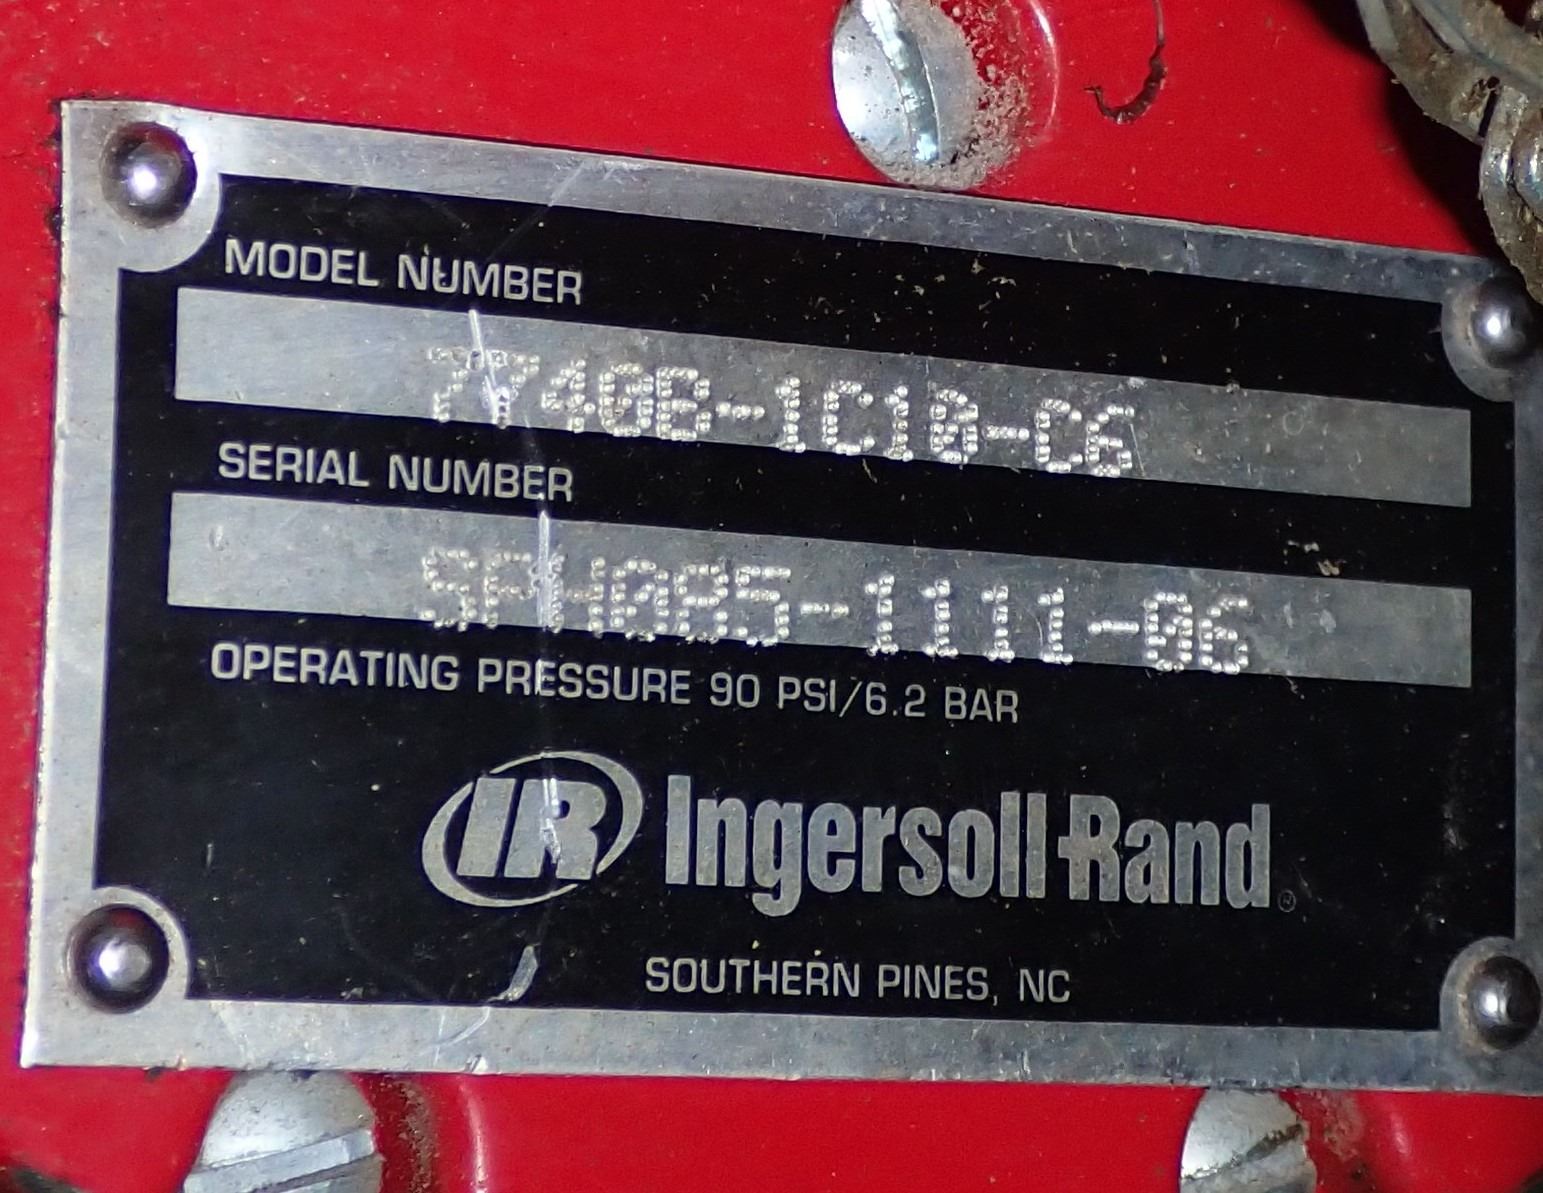 MODEL NUMBER
7740B-1C10-C6
SERIAL NUMBER
SPH085-1111-06
OPERATING PRESSURE 90 PSI/6.2 BAR
IR Ingersoll-Rand®
SOUTHERN PINES, NC